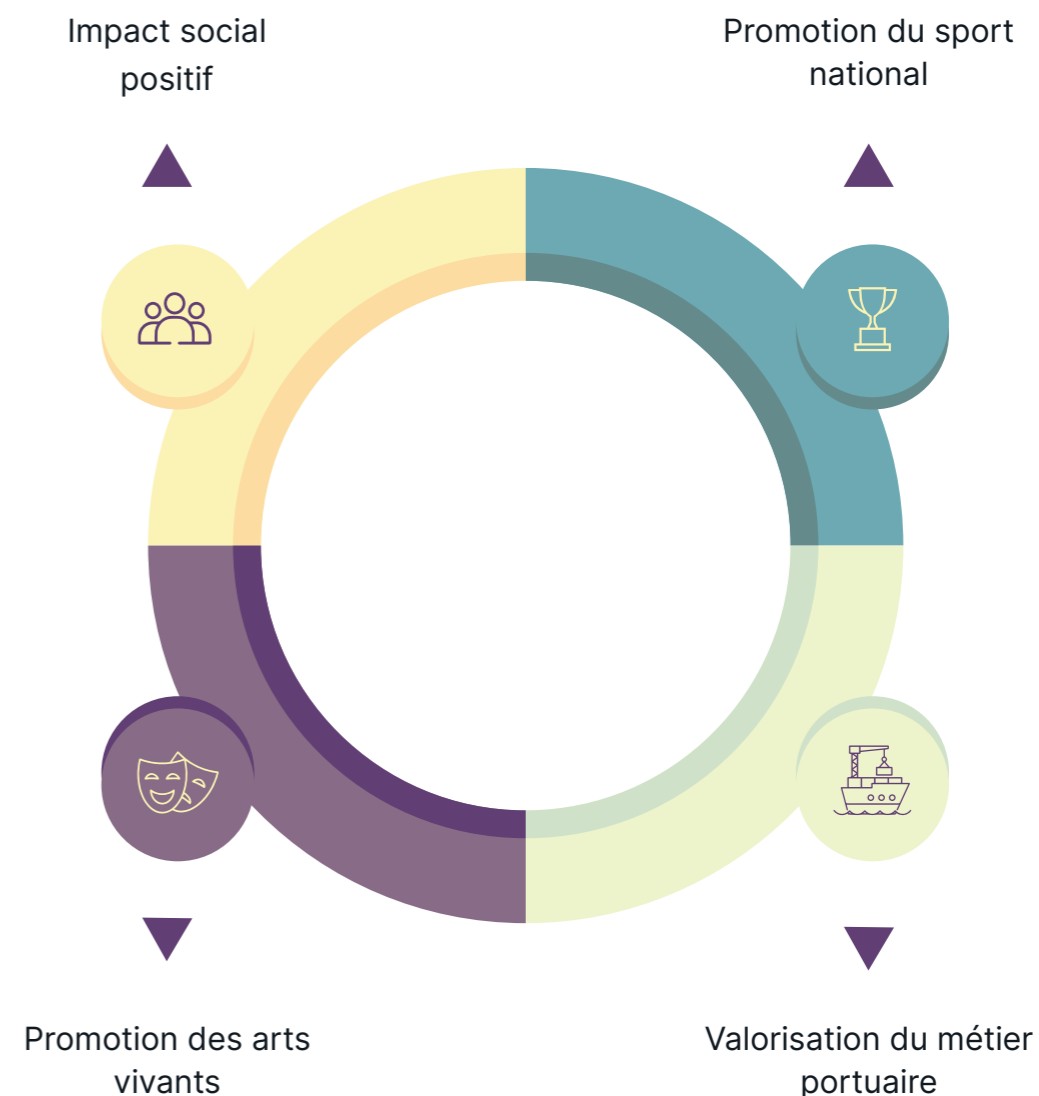 Impact social
positif
Promotion du sport
national
Promotion des arts
vivants
Valorisation du métier
portuaire